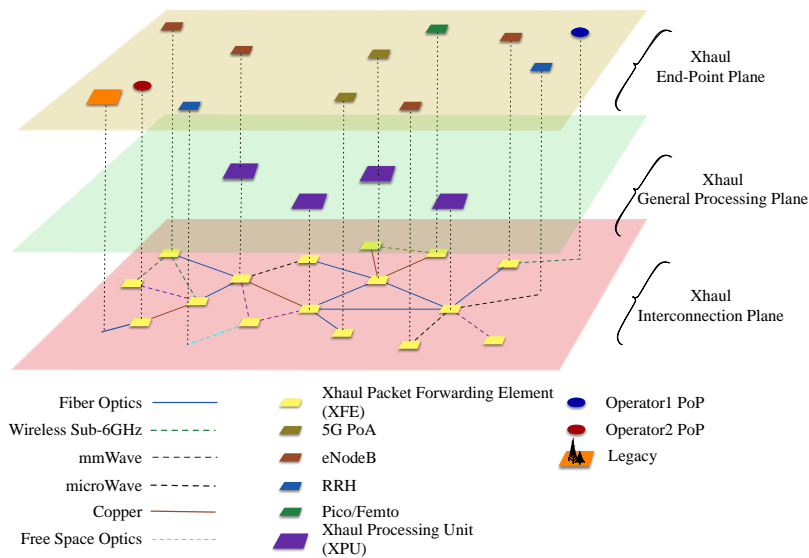 Xhaul
End-Point Plane
Xhaul
General Processing Plane
Xhaul
Interconnection Plane
Fiber Optics
Wireless Sub-6GHz
mmWave
microWave
Copper
Free Space Optics
Xhaul Packet Forwarding Element
(XFE)
5G PoA
eNodeB
RRH
Pico/Femto
Xhaul Processing Unit
(XPU)
Operator1 PoP
Operator2 PoP
Legacy